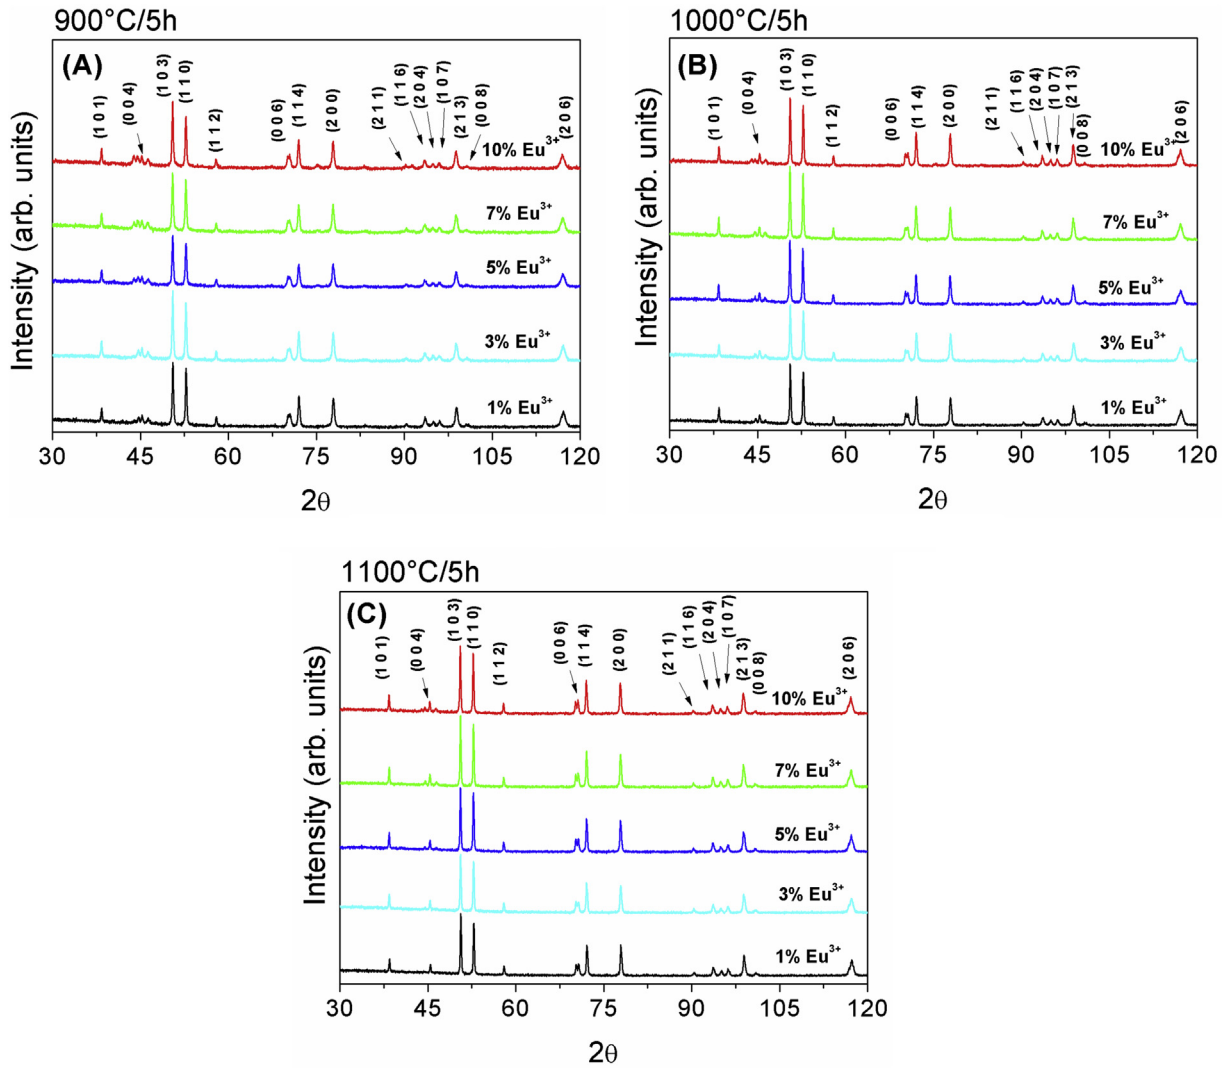 900°C/5h
(A)
Intensity (arb. units)
(1 0 1)
(0 0 4)
(1 0 3)
(1 1 0)
(1 1 2)
(0 0 6)
(1 1 4)
(2 0 0)
(2 1 1)
(1 1 6)
(2 0 4)
(1 0 7)
(2 1 3)
(0 0 8)
(2 0 6)
10% Eu³⁺
7% Eu³⁺
5% Eu³⁺
3% Eu³⁺
1% Eu³⁺
30 45 60 75 90 105 120
2θ
1000°C/5h
(B)
Intensity (arb. units)
(1 0 1)
(0 0 4)
(1 0 3)
(1 1 0)
(1 1 2)
(0 0 6)
(1 1 4)
(2 0 0)
(2 1 1)
(1 1 6)
(2 0 4)
(1 0 7)
(2 1 3)
(0 0 8)
(2 0 6)
10% Eu³⁺
7% Eu³⁺
5% Eu³⁺
3% Eu³⁺
1% Eu³⁺
30 45 60 75 90 105 120
2θ
1100°C/5h
(C)
Intensity (arb. units)
(1 0 1)
(0 0 4)
(1 0 3)
(1 1 0)
(1 1 2)
(0 0 6)
(1 1 4)
(2 0 0)
(2 1 1)
(1 1 6)
(2 0 4)
(1 0 7)
(2 1 3)
(0 0 8)
(2 0 6)
10% Eu³⁺
7% Eu³⁺
5% Eu³⁺
3% Eu³⁺
1% Eu³⁺
30 45 60 75 90 105 120
2θ